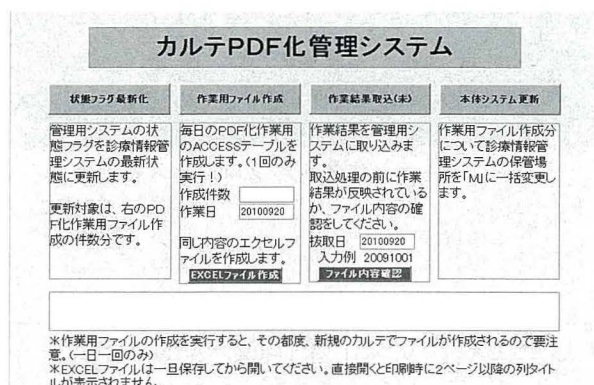 カルテPDF化管理システム
状態フラグ最新化
管理用システムの状
態フラグを診療情報管
理システムの最新状
態に更新します。
更新対象は、右のPD
F化作業用ファイル作
成の件数分です。
作業用ファイル作成
毎日のPDF化作業用
のACCESSテーブルを
作成します。(1回のみ
実行!)
作成件数
作業日 20100920
同じ内容のエクセルフ
ァイルを作成します。
EXCELファイル作成
作業結果取込(未)
作業結果を管理用シ
ステムに取り込みま
す。
取込処理の前に作業
結果が反映されている
か、ファイル内容の確
認をしてください。
抜取日 20100920
入力例 20091001
ファイル内容確認
本体システム更新
作業用ファイル作成分
について診療情報管
理システムの保管場
所を「M」に一括変更し
ます。
※作業用ファイルの作成を実行すると、その都度、新規のカルテでファイルが作成されるので要注
意。(一日一回のみ)
※EXCELファイルは一旦保存してから開いてください。直接開くと印刷時に2ページ以降の列タイト
ルが表示されません。